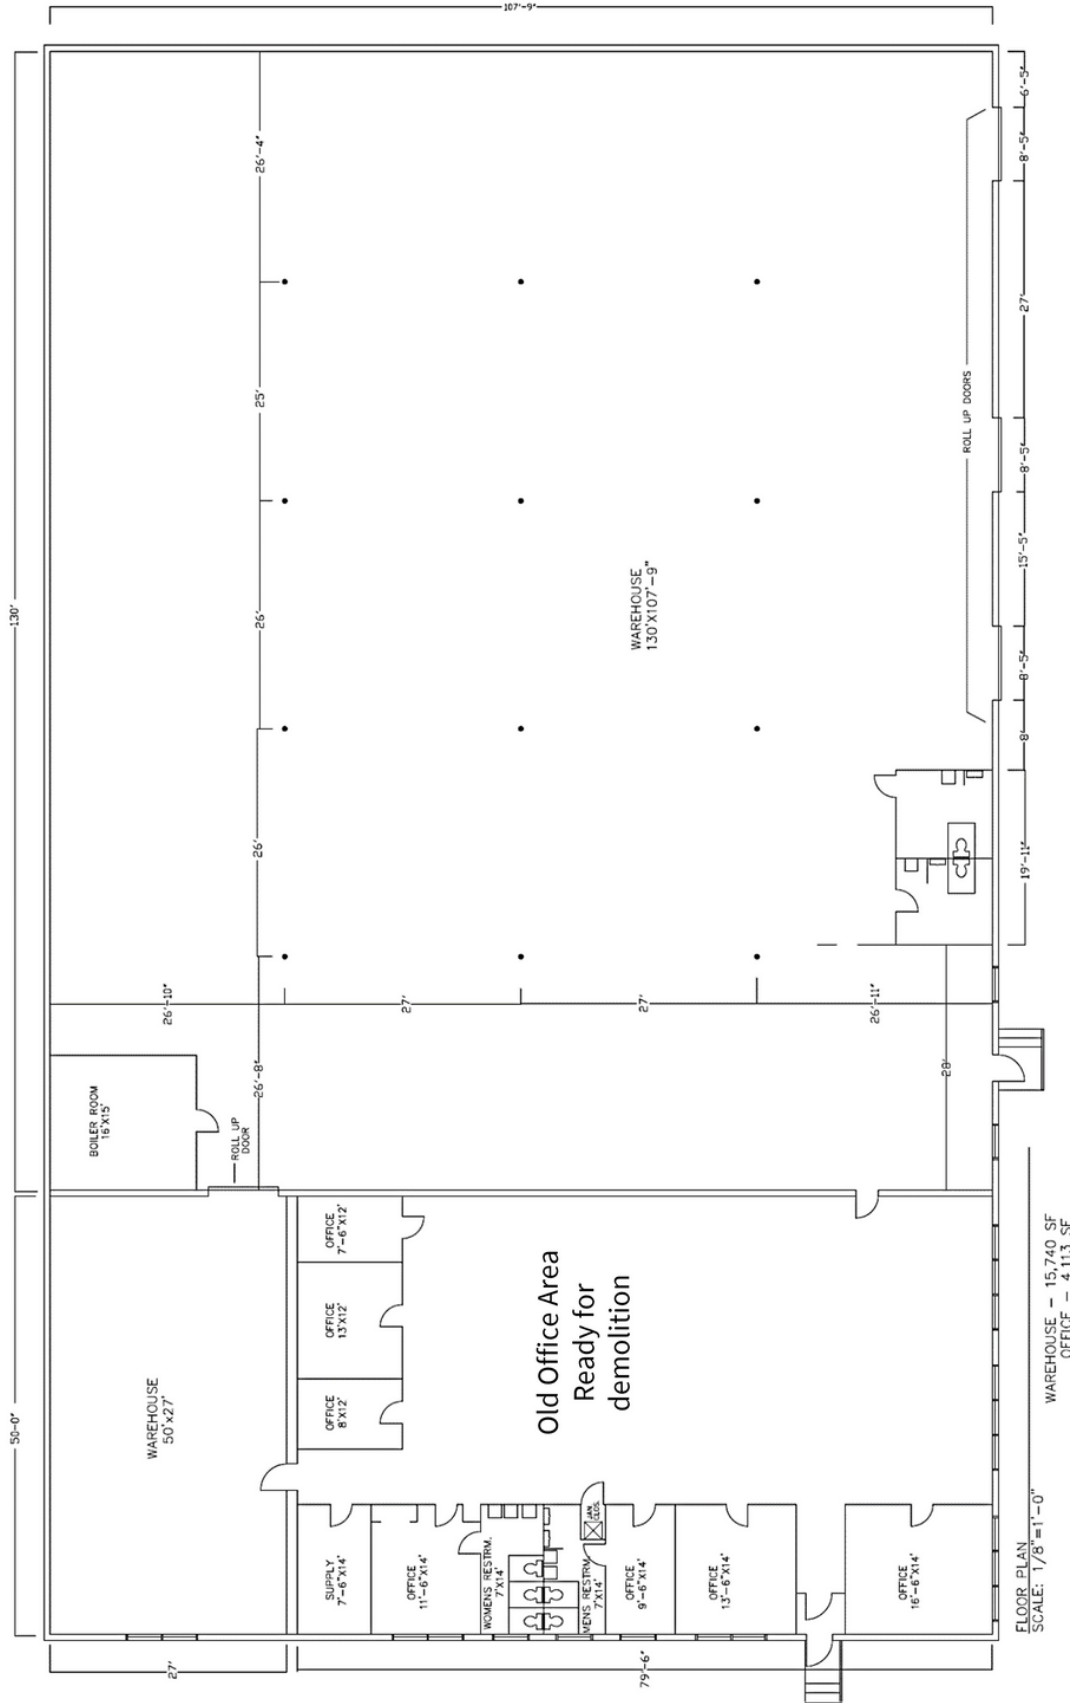 107'-9"
130'
26'-4"
6'-5"
8'-5"
25'
27'
ROLL UP DOORS
8'-5"
15'-5"
26'
WAREHOUSE
130'X107'-9"
8'-5"
8'
26'
19'-11"
26'-10"
27'
27'
26'-11"
26'-8"
28'
BOILER ROOM
16'X15'
ROLL UP
DOOR
50'-0"
WAREHOUSE
50'x27'
OFFICE
7'-6"X12'
OFFICE
13'X12'
OFFICE
8'X12'
Old Office Area
Ready for
demolition
SUPPLY
7'-6"X14'
OFFICE
11'-6"X14'
WOMENS RESTRM.
7'X14'
JAN
CLOS.
MENS RESTRM.
7'X14'
OFFICE
9'-6"X14'
OFFICE
13'-6"X14'
OFFICE
16'-6"X14'
27'
79'-6"
FLOOR PLAN
SCALE: 1/8"=1'-0"
WAREHOUSE - 15,740 SF
OFFICE - 4,113 SF